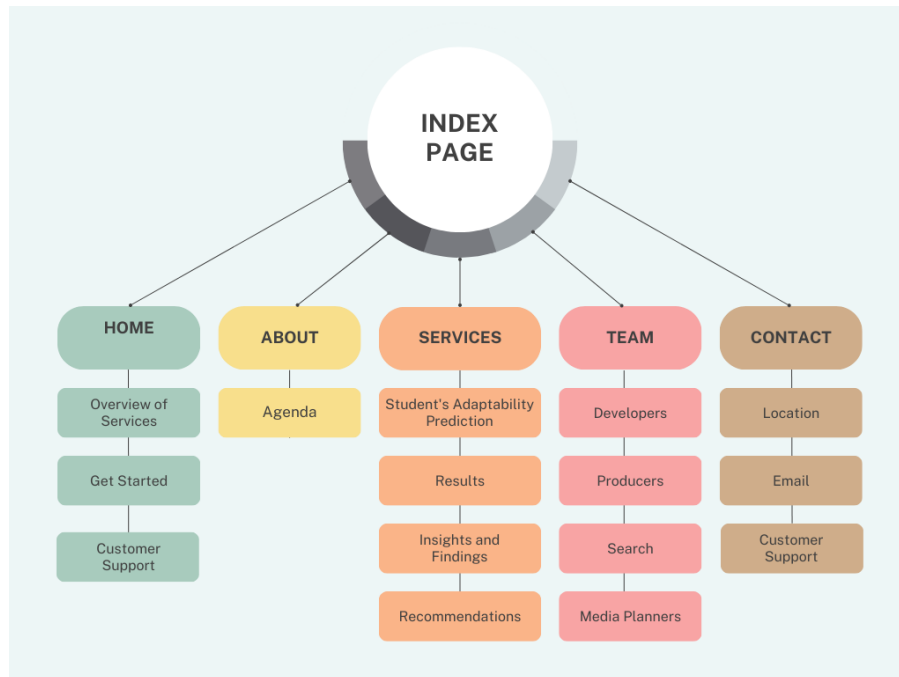 INDEX
PAGE
HOME
ABOUT
SERVICES
TEAM
CONTACT
Overview of
Services
Get Started
Customer
Support
Agenda
Student's Adaptability
Prediction
Results
Insights and
Findings
Recommendations
Developers
Producers
Search
Media Planners
Location
Email
Customer
Support